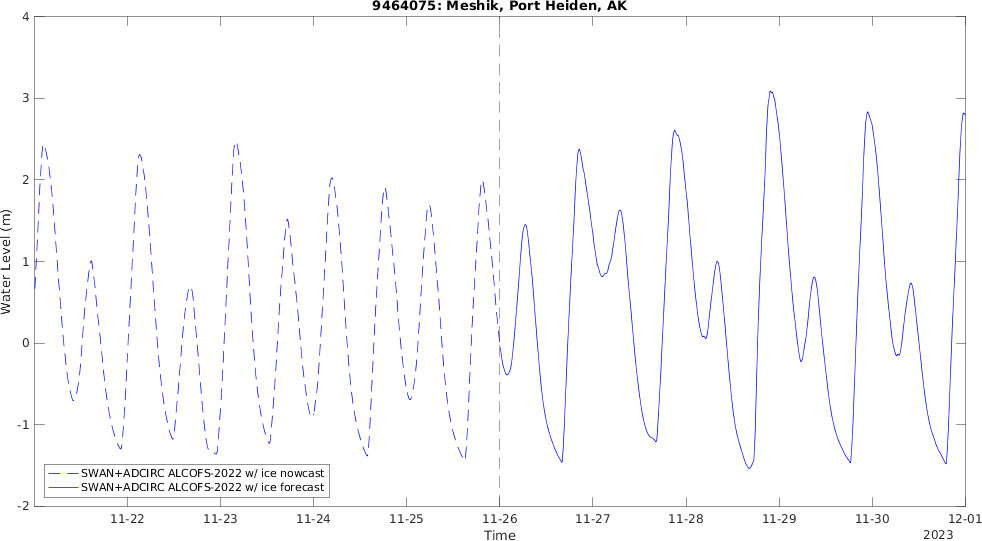 9464075: Meshik, Port Heiden, AK
Water Level (m)
4
3
2
1
0
-1
-2
SWAN+ADCIRC ALCOFS-2022 w/ ice nowcast
SWAN+ADCIRC ALCOFS-2022 w/ ice forecast
11-22 11-23 11-24 11-25 11-26 11-27 11-28 11-29 11-30 12-01
Time
2023